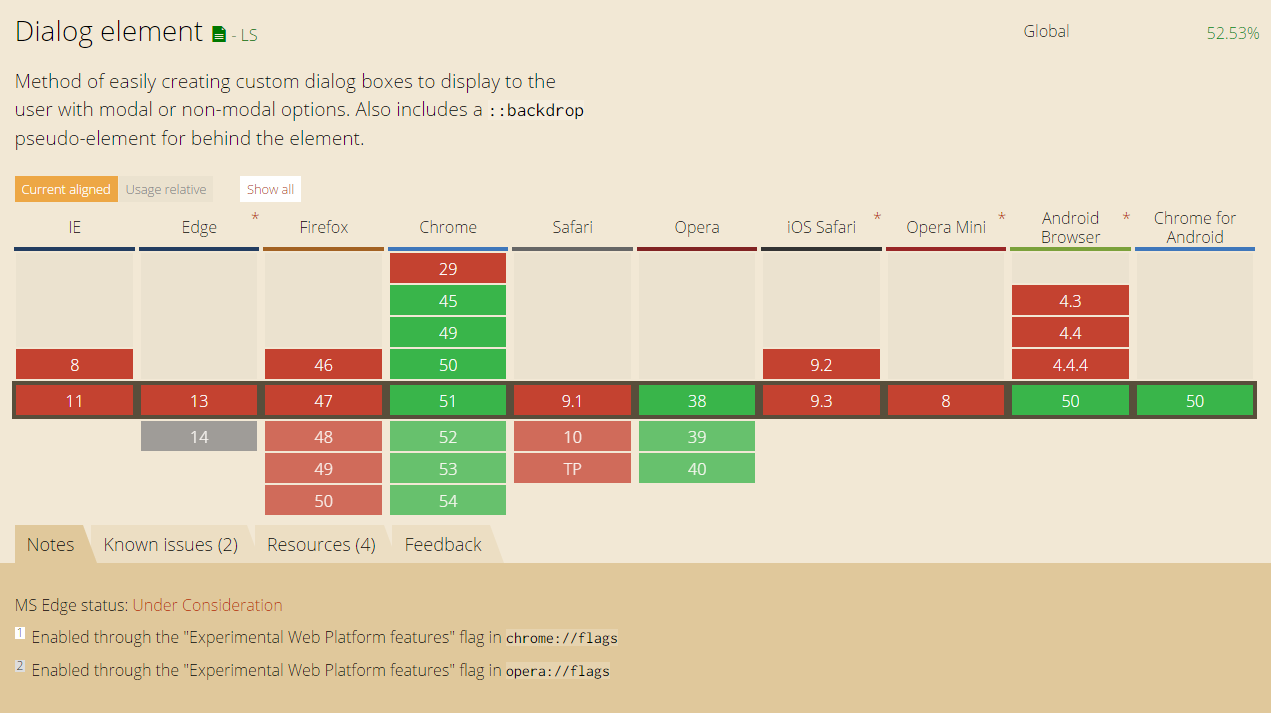 Dialog element - LS Global 52.53%
Method of easily creating custom dialog boxes to display to the
user with modal or non-modal options. Also includes a ::backdrop
pseudo-element for behind the element.
Current aligned Usage relative Show all
IE Edge * Firefox Chrome Safari Opera iOS Safari * Opera Mini * Android Browser * Chrome for Android
29
45 4.3
49 4.4
8 46 50 9.2 4.4.4
11 13 47 51 9.1 38 9.3 8 50 50
14 48 52 10 39
49 53 TP 40
50 54
Notes Known issues (2) Resources (4) Feedback
MS Edge status: Under Consideration
1 Enabled through the "Experimental Web Platform features" flag in chrome://flags
2 Enabled through the "Experimental Web Platform features" flag in opera://flags